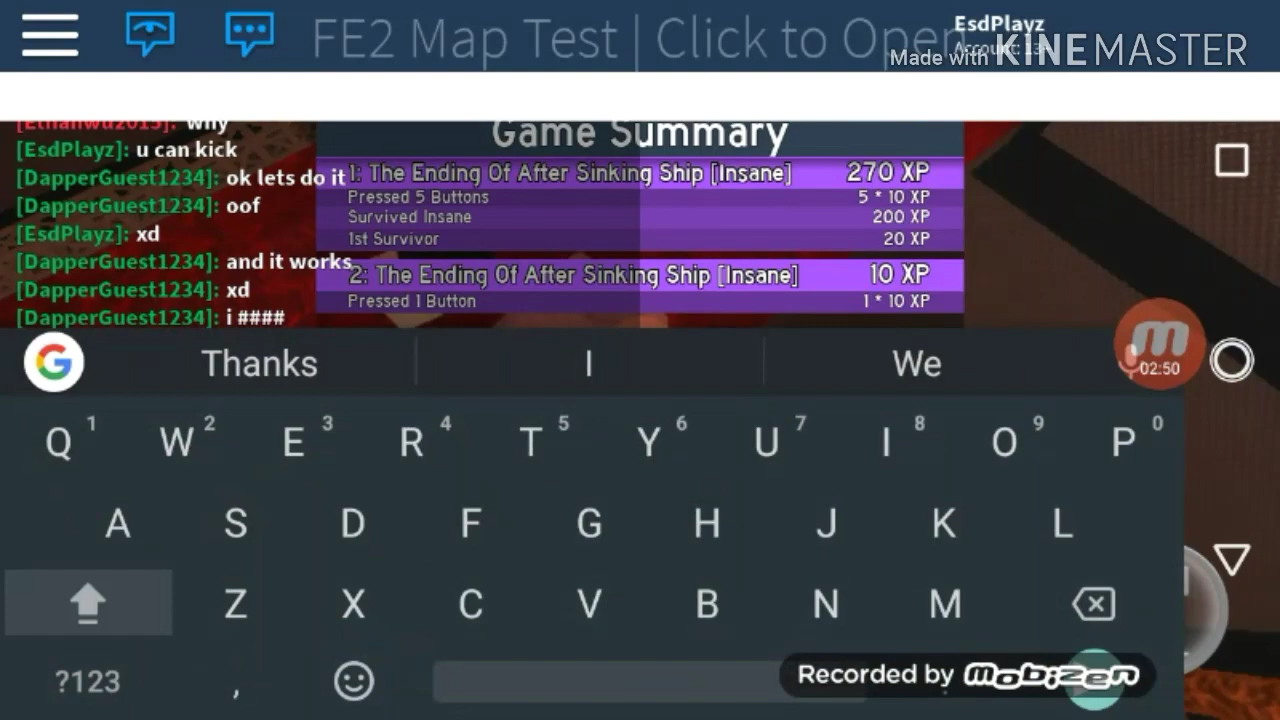 FE2 Map Test | Click to Open
EsdPlayz
Account: 13+
Made with KINEMASTER
[Ethanwu2015]: why
[EsdPlayz]: u can kick
[DapperGuest1234]: ok lets do it
[DapperGuest1234]: oof
[EsdPlayz]: xd
[DapperGuest1234]: and it works
[DapperGuest1234]: xd
[DapperGuest1234]: i ####
Game Summary
1: The Ending Of After Sinking Ship [Insane] 270 XP
Pressed 5 Buttons 5 * 10 XP
Survived Insane 200 XP
1st Survivor 20 XP
2: The Ending Of After Sinking Ship [Insane] 10 XP
Pressed 1 Button 1 * 10 XP
02:50
G Thanks I We
Q 1 W 2 E 3 R 4 T 5 Y 6 U 7 I 8 O 9 P 0
A S D F G H J K L
Z X C V B N M
?123 ,
Recorded by mobizen